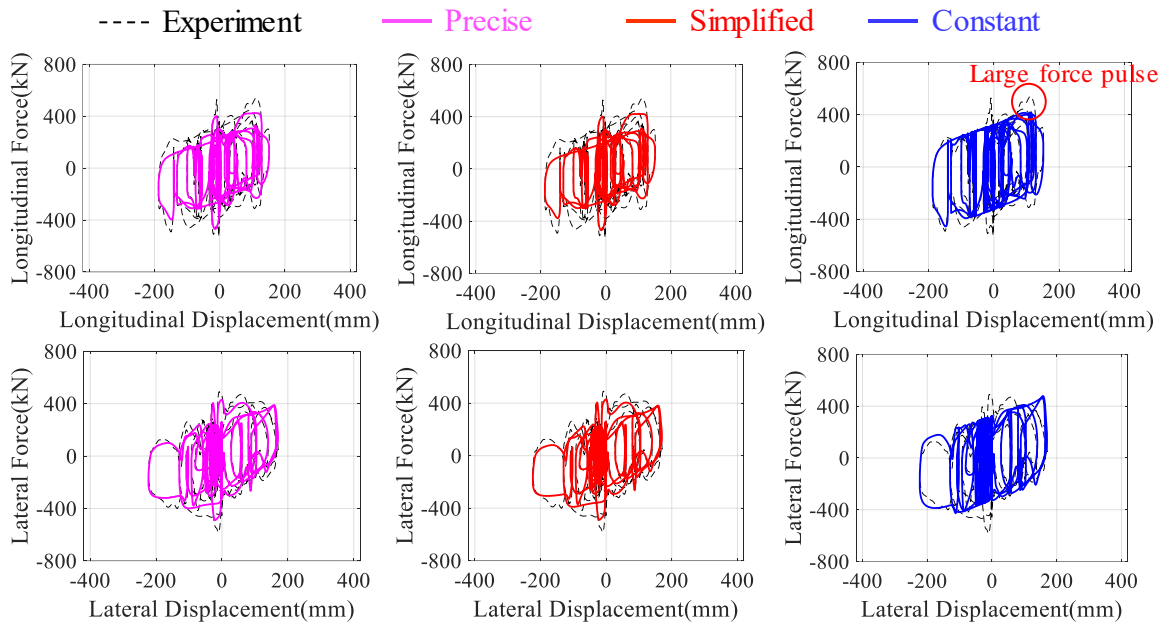 Experiment Precise Simplified Constant
800
400
0
-400
-800
-400 -200 0 200 400
Longitudinal Force(kN)
Longitudinal Displacement(mm)
800
400
0
-400
-800
-400 -200 0 200 400
Longitudinal Force(kN)
Longitudinal Displacement(mm)
Large force pulse
800
400
0
-400
-800
-400 -200 0 200 400
Longitudinal Force(kN)
Longitudinal Displacement(mm)
800
400
0
-400
-800
-400 -200 0 200 400
Lateral Force(kN)
Lateral Displacement(mm)
800
400
0
-400
-800
-400 -200 0 200 400
Lateral Force(kN)
Lateral Displacement(mm)
800
400
0
-400
-800
-400 -200 0 200 400
Lateral Force(kN)
Lateral Displacement(mm)